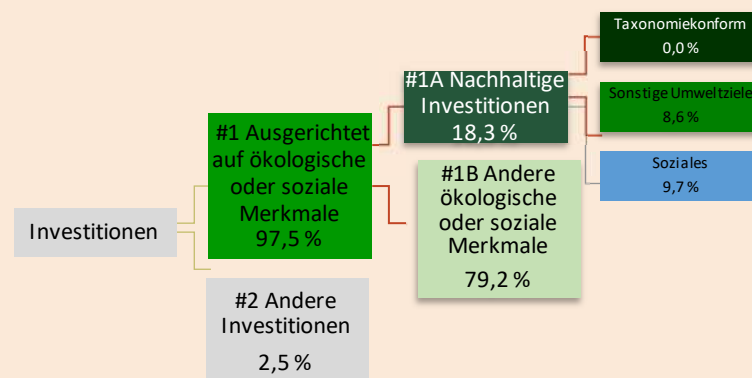 Investitionen
#1 Ausgerichtet
auf ökologische
oder soziale
Merkmale
97,5 %
#2 Andere
Investitionen
2,5 %
#1A Nachhaltige
Investitionen
18,3 %
#1B Andere
ökologische
oder soziale
Merkmale
79,2 %
Taxonomiekonform
0,0 %
Sonstige Umweltziele
8,6 %
Soziales
9,7 %